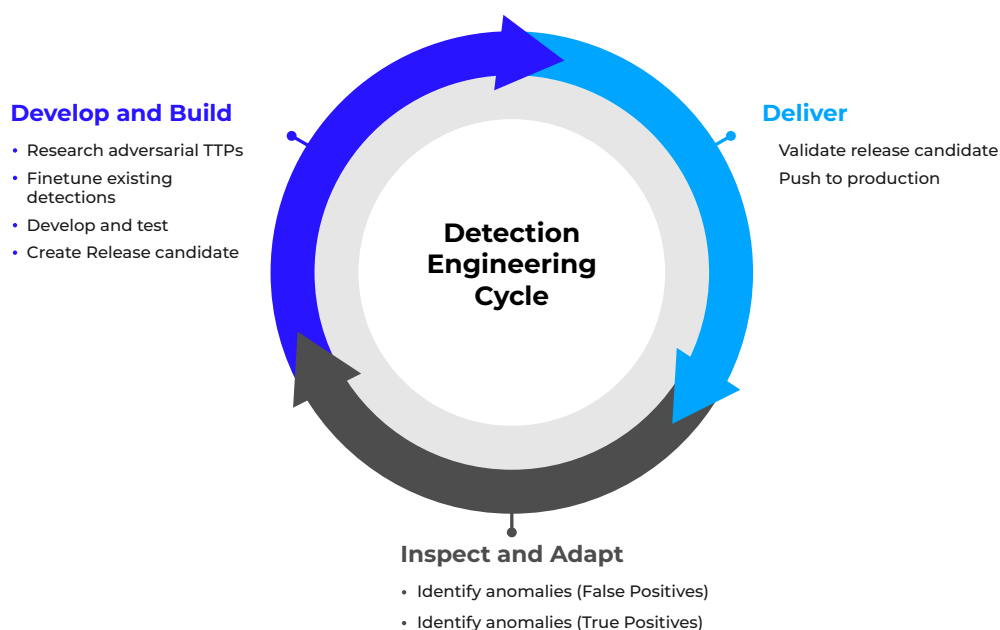 Develop and Build
• Research adversarial TTPs
• Finetune existing
detections
• Develop and test
• Create Release candidate
Deliver
Validate release candidate
Push to production
Detection
Engineering
Cycle
Inspect and Adapt
• Identify anomalies (False Positives)
• Identify anomalies (True Positives)